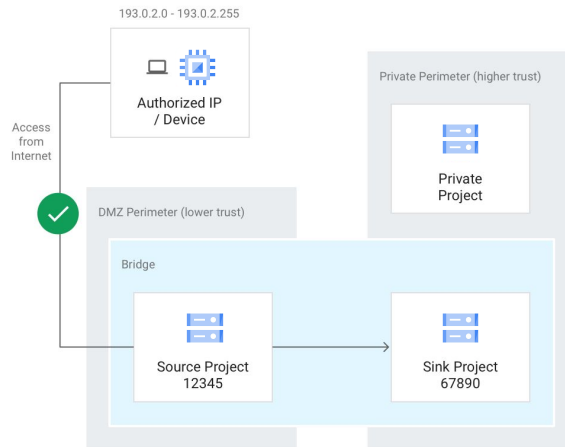 193.0.2.0 - 193.0.2.255
Authorized IP
/ Device
Access
from
Internet
Private Perimeter (higher trust)
Private
Project
DMZ Perimeter (lower trust)
Bridge
Source Project
12345
Sink Project
67890